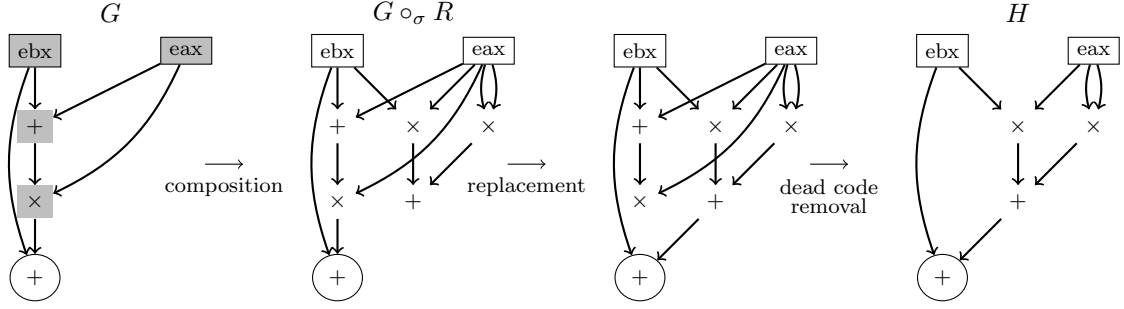 G
G ∘σ R
H
ebx eax ebx eax ebx eax ebx eax
+ + × × + × × × ×
⟶ composition ⟶ replacement ⟶ dead code
removal
× × + × + +
+ + + +